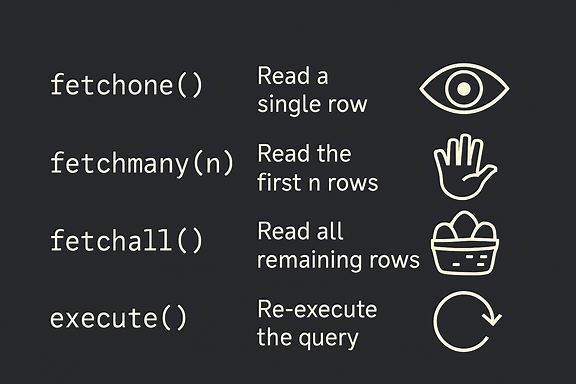 fetchone()
Read a
single row
fetchmany(n)
Read the
first n rows
fetchall()
Read all
remaining rows
execute()
Re-execute
the query